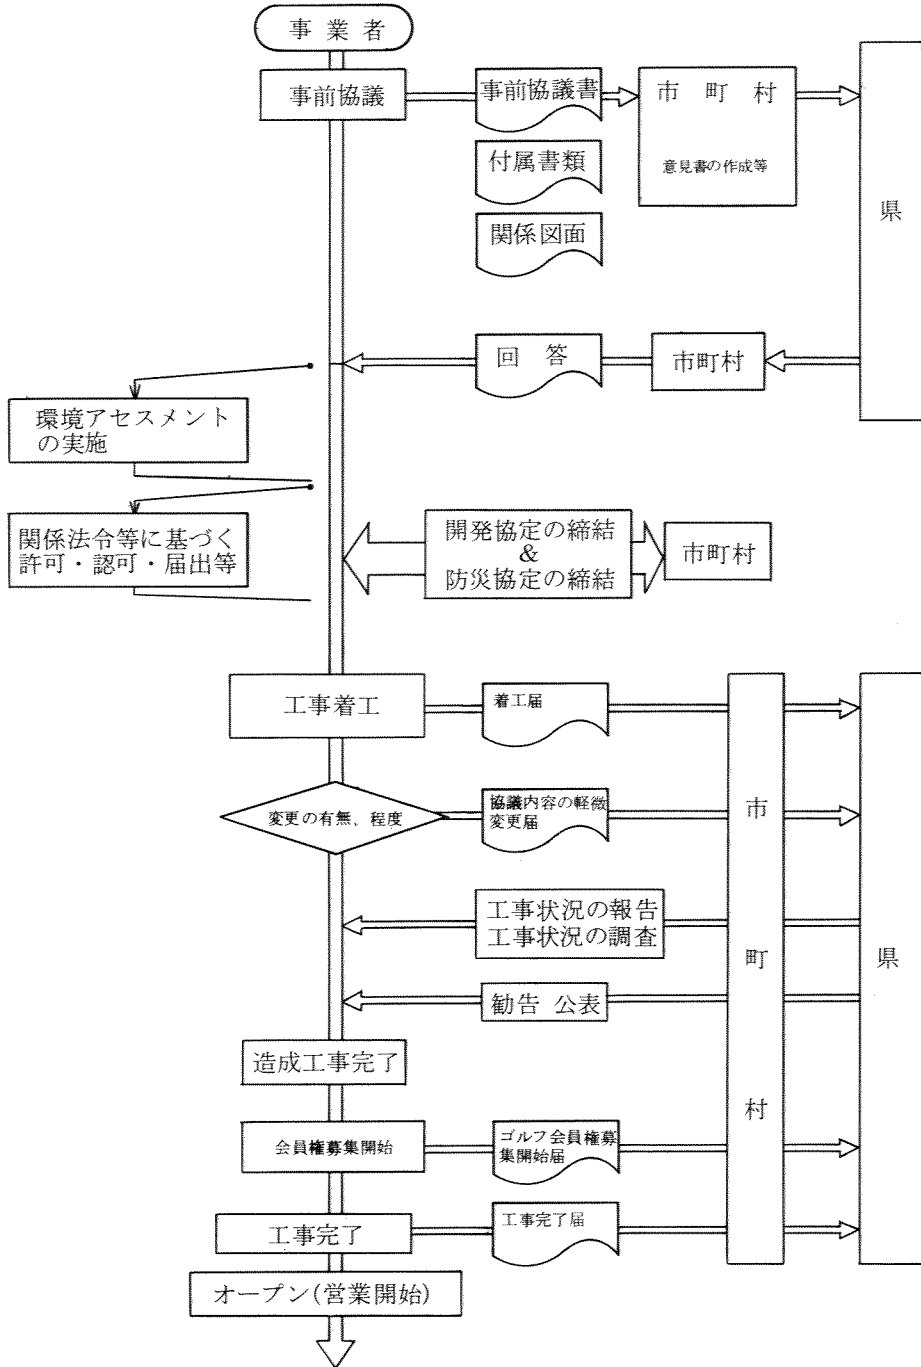 事業者
事前協議
事前協議書
市町村
意見書の作成等
県
付属書類
関係図面
回答
市町村
環境アセスメント
の実施
関係法令等に基づく
許可・認可・届出等
開発協定の締結
&
防災協定の締結
市町村
工事着工
着工届
市町村
県
変更の有無、程度
協議内容の軽微
変更届
工事状況の報告
工事状況の調査
勧告 公表
造成工事完了
会員権募集開始
ゴルフ会員権募
集開始届
工事完了
工事完了届
オープン(営業開始)